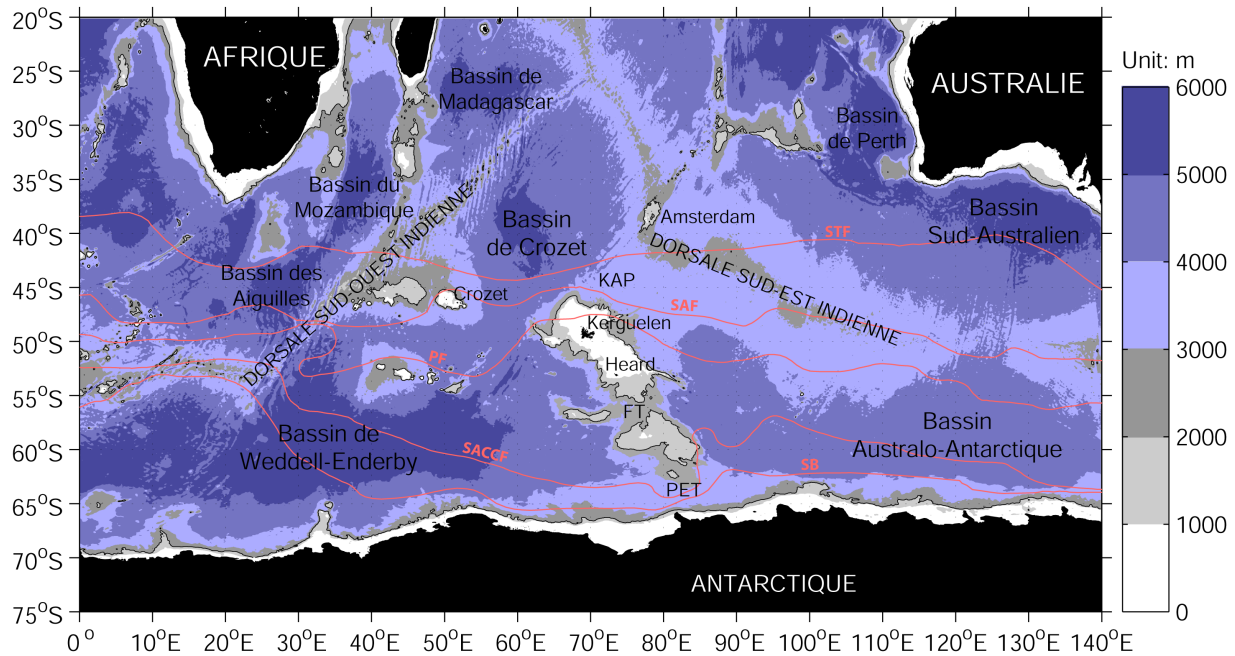 20°S
25°S
30°S
35°S
40°S
45°S
50°S
55°S
60°S
65°S
70°S
75°S
AFRIQUE
Bassin de
Madagascar
AUSTRALIE
Bassin
de Perth
Bassin du
Mozambique
Bassin
de Crozet
Amsterdam
Bassin
Sud-Australien
STF
Bassin des
Aiguilles
DORSALE SUD OUEST INDIENNE
DORSALE SUD-EST INDIENNE
KAP
Crozet
SAF
Kerguelen
PF
Heard
FT
Bassin de
Weddell-Enderby
SACCF
Bassin
Australo-Antarctique
SB
PET
ANTARCTIQUE
0°
10°E
20°E
30°E
40°E
50°E
60°E
70°E
80°E
90°E
100°E
110°E
120°E
130°E
140°E
Unit: m
6000
5000
4000
3000
2000
1000
0